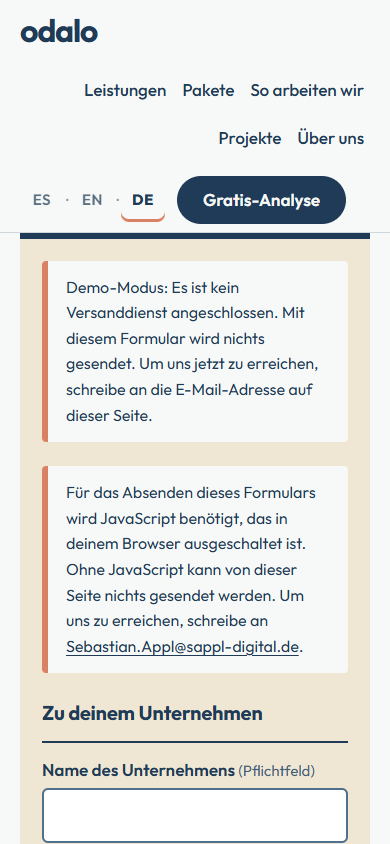 odalo
Leistungen Pakete So arbeiten wir
Projekte Über uns
ES · EN · DE Gratis-Analyse
Demo-Modus: Es ist kein
Versanddienst angeschlossen. Mit
diesem Formular wird nichts
gesendet. Um uns jetzt zu erreichen,
schreibe an die E-Mail-Adresse auf
dieser Seite.
Für das Absenden dieses Formulars
wird JavaScript benötigt, das in
deinem Browser ausgeschaltet ist.
Ohne JavaScript kann von dieser
Seite nichts gesendet werden. Um
uns zu erreichen, schreibe an
Sebastian.Appl@sappl-digital.de.
Zu deinem Unternehmen
Name des Unternehmens (Pflichtfeld)